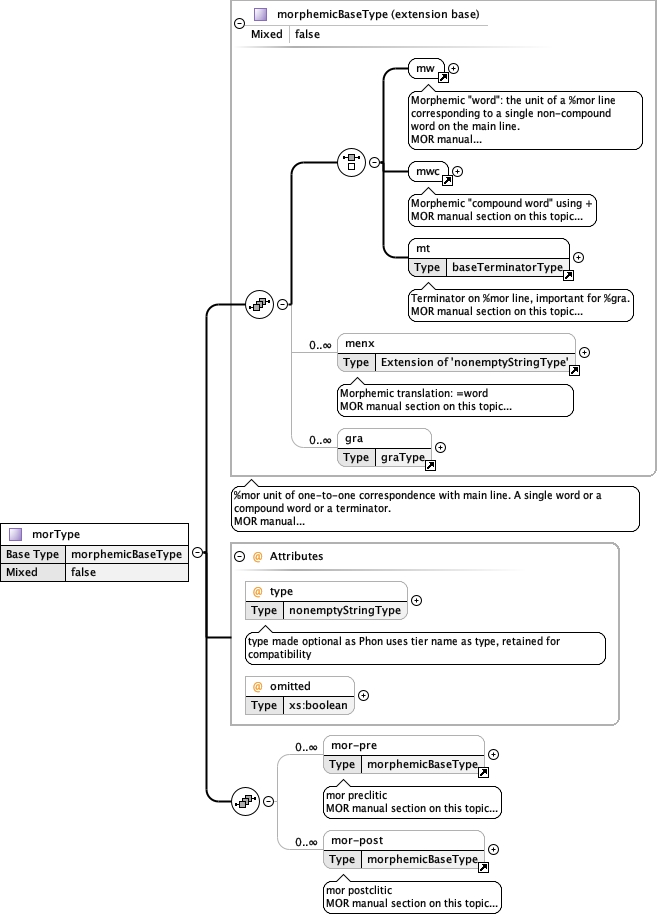 morphemicBaseType (extension base)
Mixed false
mw
Morphemic "word": the unit of a %mor line
corresponding to a single non-compound
word on the main line.
MOR manual...
mwc
Morphemic "compound word" using +
MOR manual section on this topic...
mt
Type baseTerminatorType
Terminator on %mor line, important for %gra.
MOR manual section on this topic...
0..∞ menx
Type Extension of 'nonemptyStringType'
Morphemic translation: =word
MOR manual section on this topic...
0..∞ gra
Type graType
%mor unit of one-to-one correspondence with main line. A single word or a
compound word or a terminator.
MOR manual...
morType
Base Type morphemicBaseType
Mixed false
@ Attributes
@ type
Type nonemptyStringType
type made optional as Phon uses tier name as type, retained for
compatibility
@ omitted
Type xs:boolean
0..∞ mor-pre
Type morphemicBaseType
mor preclitic
MOR manual section on this topic...
0..∞ mor-post
Type morphemicBaseType
mor postclitic
MOR manual section on this topic...